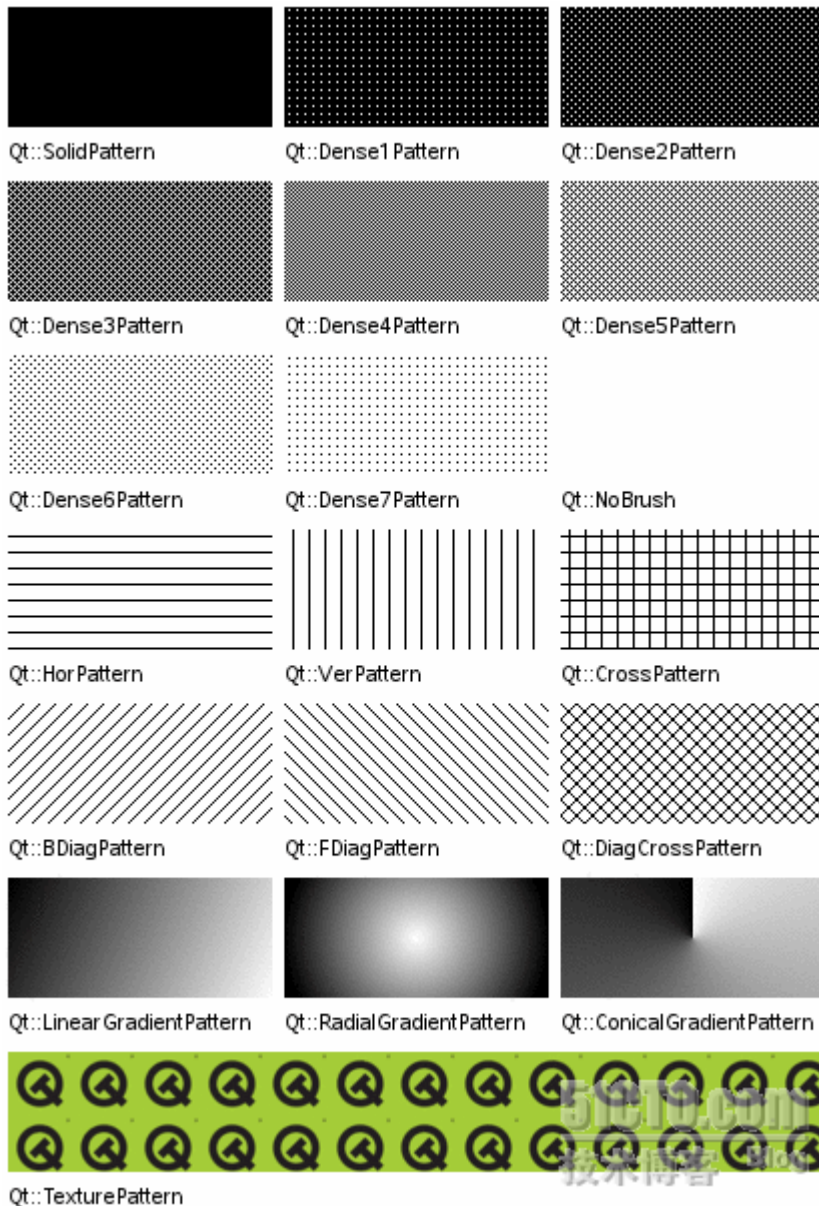 Qt::SolidPattern
Qt::Dense1Pattern
Qt::Dense2Pattern
Qt::Dense3Pattern
Qt::Dense4Pattern
Qt::Dense5Pattern
Qt::Dense6Pattern
Qt::Dense7Pattern
Qt::NoBrush
Qt::HorPattern
Qt::VerPattern
Qt::CrossPattern
Qt::BDiagPattern
Qt::FDiagPattern
Qt::DiagCrossPattern
Qt::LinearGradientPattern
Qt::RadialGradientPattern
Qt::ConicalGradientPattern
51CTO.com
技术博客 Blog
Qt::TexturePattern